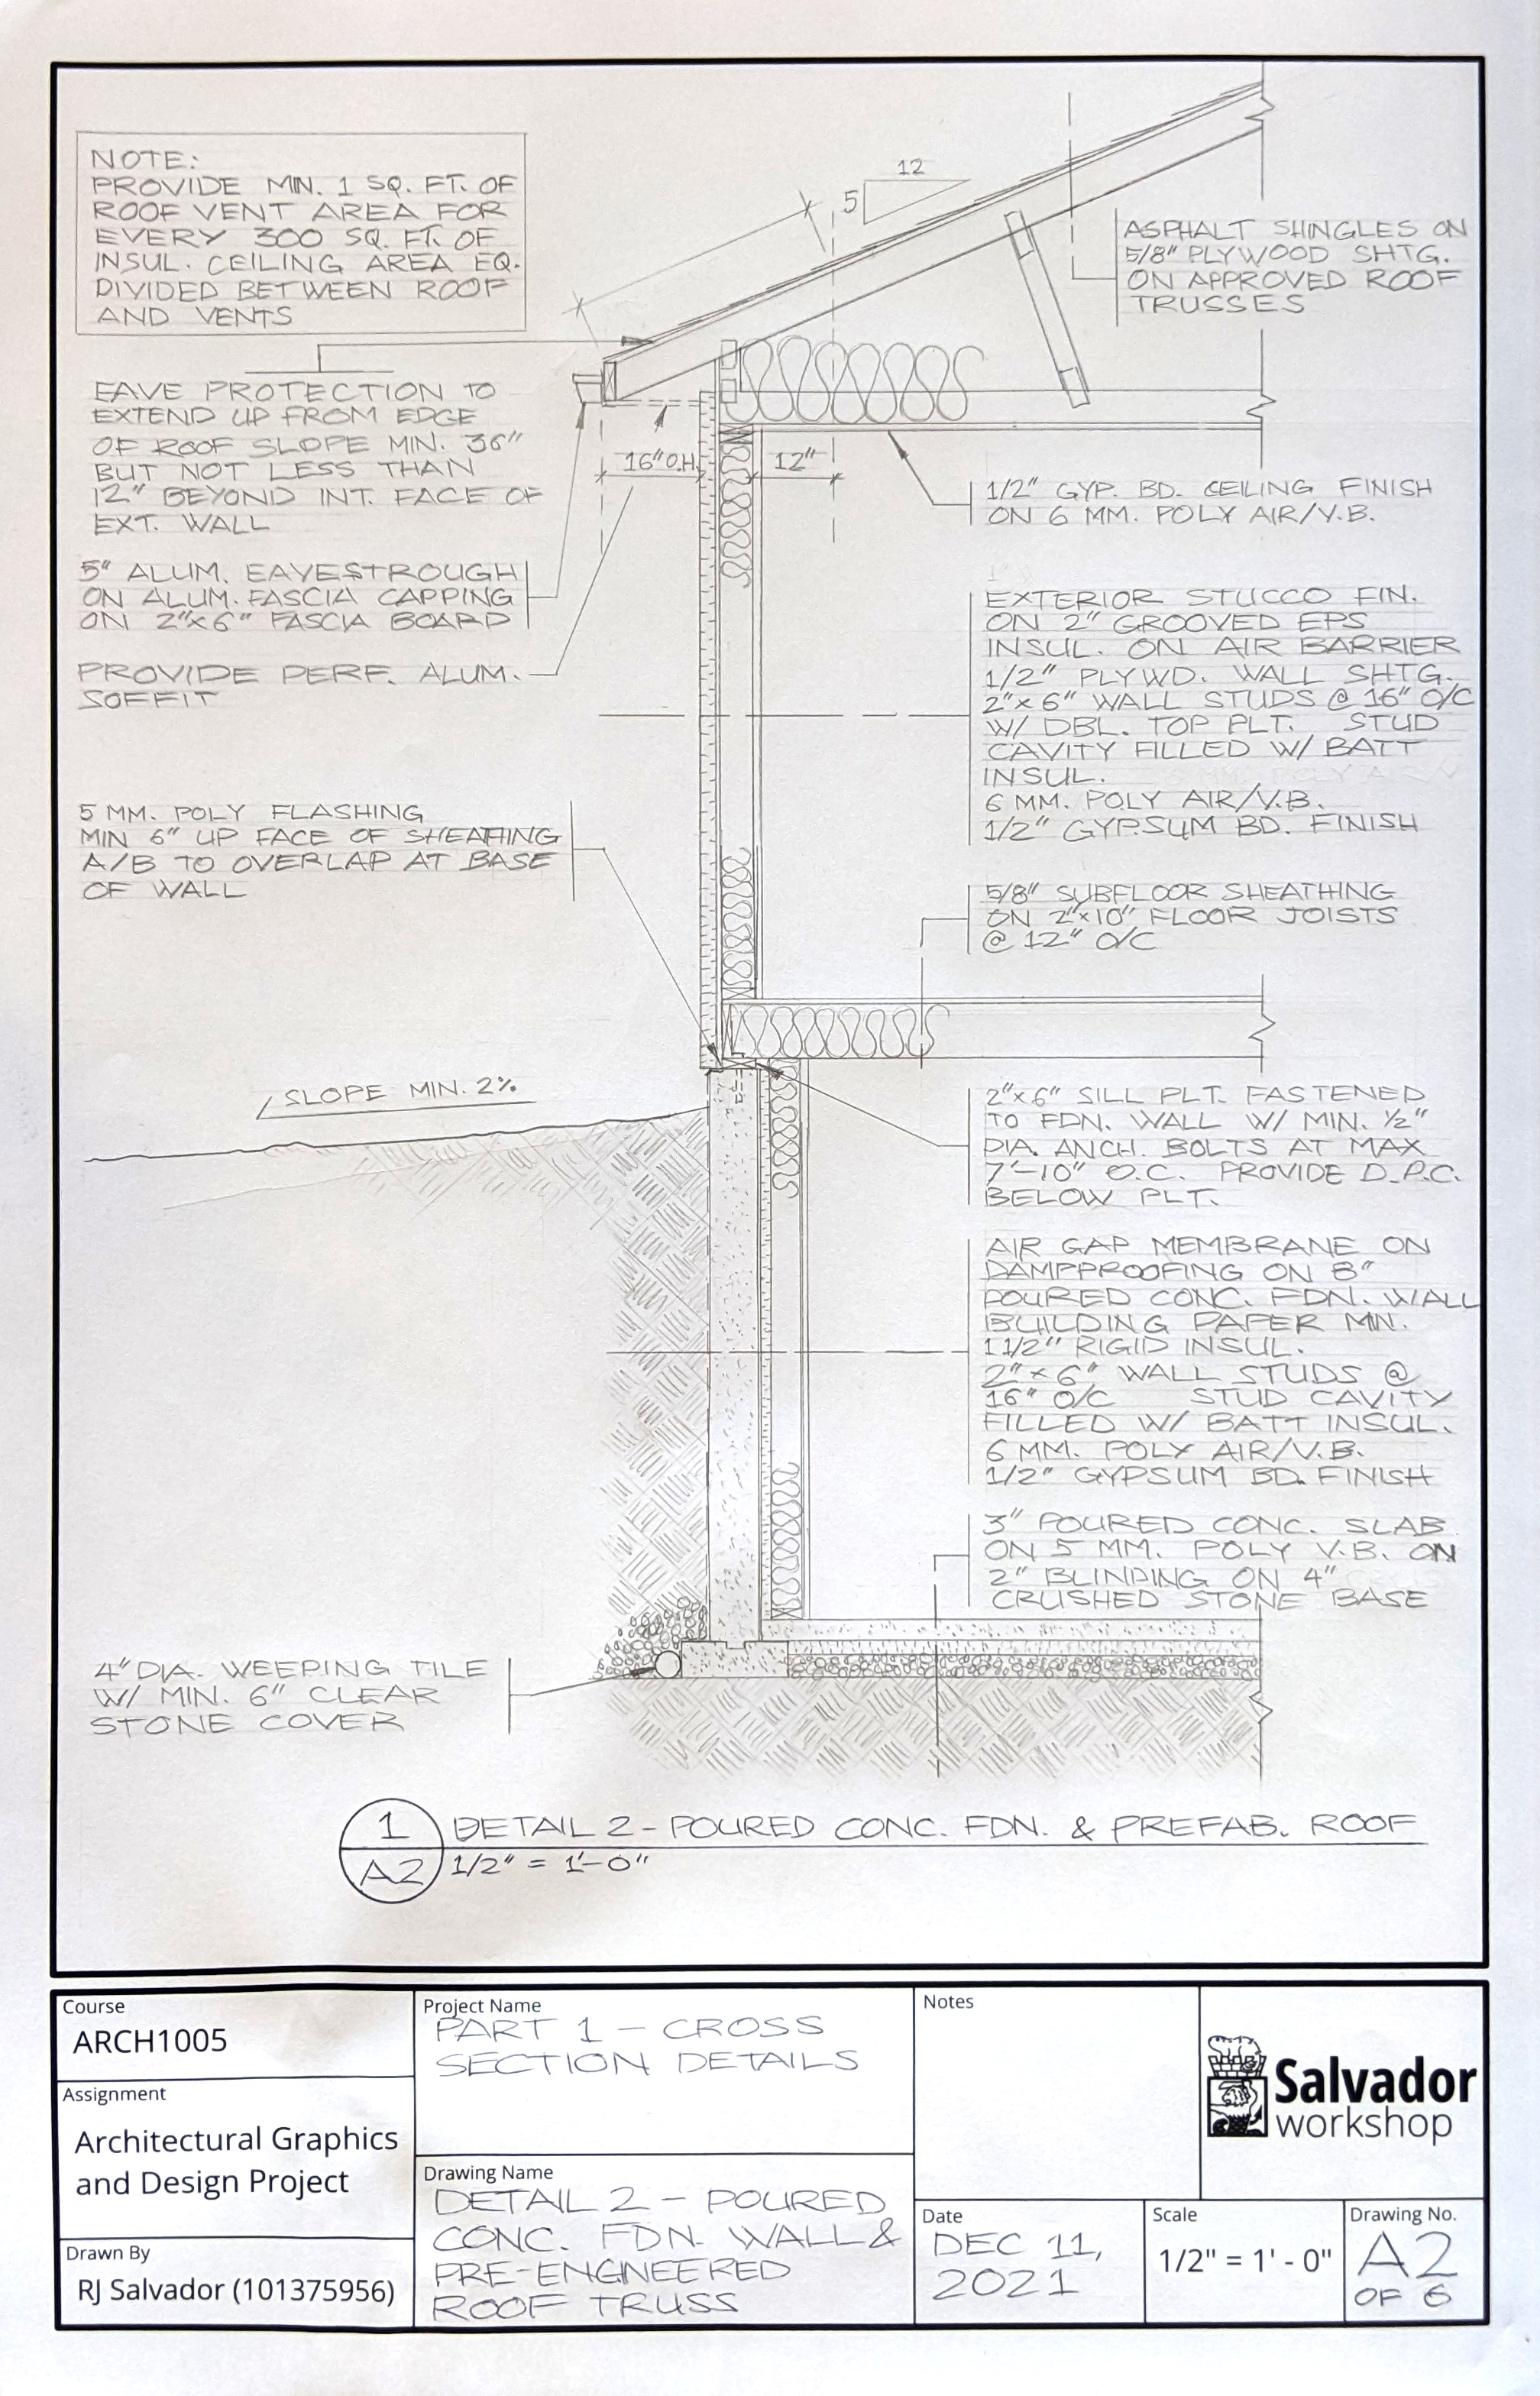 NOTE:
PROVIDE MIN. 1 SQ. FT. OF
ROOF VENT AREA FOR
EVERY 300 SQ. FT. OF
INSUL. CEILING AREA EQ.
DIVIDED BETWEEN ROOF
AND VENTS
12
5
ASPHALT SHINGLES ON
5/8" PLYWOOD SHTG.
ON APPROVED ROOF
TRUSSES
EAVE PROTECTION TO
EXTEND UP FROM EDGE
OF ROOF SLOPE MIN. 36"
BUT NOT LESS THAN
12" BEYOND INT. FACE OF
EXT. WALL
16" O.H.
12"
1/2" GYP. BD. CEILING FINISH
ON 6 MM. POLY AIR/V.B.
5" ALUM. EAVESTROUGH
ON ALUM. FASCIA CAPPING
ON 2"x6" FASCIA BOARD
PROVIDE PERF. ALUM.
SOFFIT
EXTERIOR STUCCO FIN.
ON 2" GROOVED EPS
INSUL. ON AIR BARRIER
1/2" PLYWD. WALL SHTG.
2"x6" WALL STUDS @ 16" O/C
W/ DBL. TOP PLT. STUD
CAVITY FILLED W/ BATT
INSUL.
6 MM. POLY AIR/V.B.
1/2" GYPSUM BD. FINISH
5 MM. POLY FLASHING
MIN 6" UP FACE OF SHEATHING
A/B TO OVERLAP AT BASE
OF WALL
5/8" SUBFLOOR SHEATHING
ON 2"x10" FLOOR JOISTS
@ 12" O/C
SLOPE MIN. 2%
2"x6" SILL PLT. FASTENED
TO FDN. WALL W/ MIN. 1/2"
DIA. ANCH. BOLTS AT MAX
7'-10" O.C. PROVIDE D.P.C.
BELOW PLT.
AIR GAP MEMBRANE ON
DAMPPROOFING ON 8"
POURED CONC. FDN. WALL
BUILDING PAPER MIN.
1 1/2" RIGID INSUL.
2"x6" WALL STUDS @
16" O/C STUD CAVITY
FILLED W/ BATT INSUL.
6 MM. POLY AIR/V.B.
1/2" GYPSUM BD. FINISH
3" POURED CONC. SLAB
ON 5 MM. POLY V.B. ON
2" BLINDING ON 4"
CRUSHED STONE BASE
4" DIA. WEEPING TILE
W/ MIN. 6" CLEAR
STONE COVER
1
A2
DETAIL 2 - POURED CONC. FDN. & PREFAB. ROOF
1/2" = 1'-0"
Course
ARCH1005
Assignment
Architectural Graphics
and Design Project
Drawn By
RJ Salvador (101375956)
Project Name
PART 1 - CROSS
SECTION DETAILS
Drawing Name
DETAIL 2 - POURED
CONC. FDN. WALL &
PRE-ENGINEERED
ROOF TRUSS
Notes
Salvador
workshop
Date
DEC 11,
2021
Scale
1/2" = 1' - 0"
Drawing No.
A2
OF 6